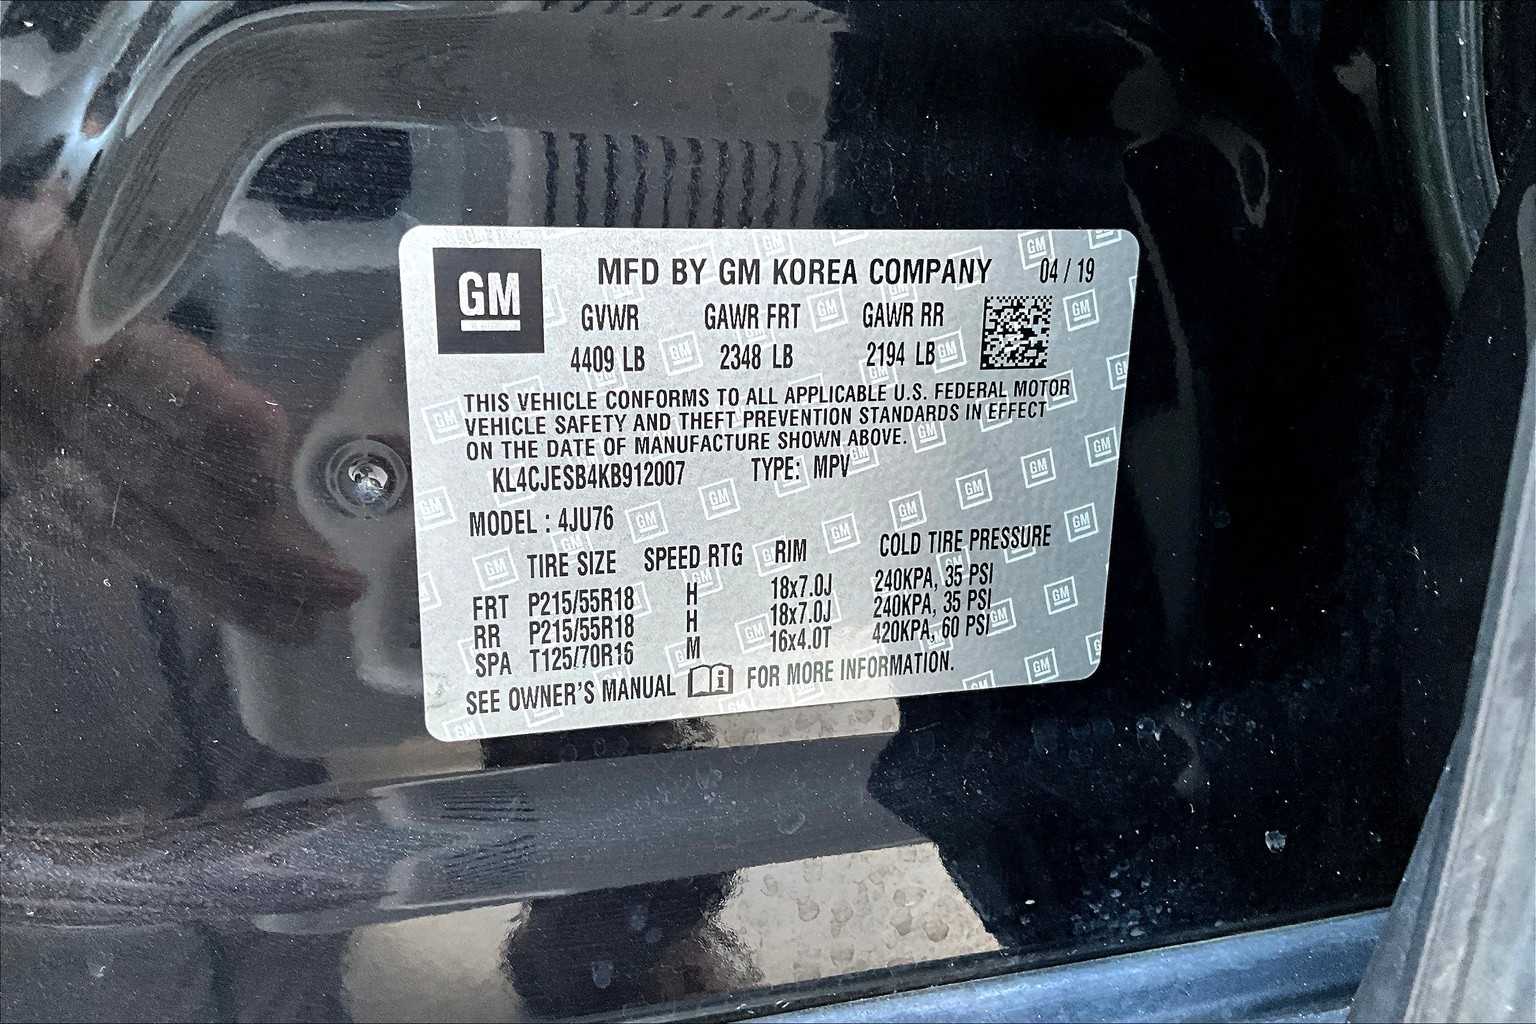 GM
MFD BY GM KOREA COMPANY 04 / 19
GVWR GAWR FRT GAWR RR
4409 LB 2348 LB 2194 LB
THIS VEHICLE CONFORMS TO ALL APPLICABLE U.S. FEDERAL MOTOR
VEHICLE SAFETY AND THEFT PREVENTION STANDARDS IN EFFECT
ON THE DATE OF MANUFACTURE SHOWN ABOVE.
KL4CJESB4KB912007 TYPE: MPV
MODEL : 4JU76
TIRE SIZE SPEED RTG RIM COLD TIRE PRESSURE
FRT P215/55R18 H 18x7.0J 240KPA, 35 PSI
RR P215/55R18 H 18x7.0J 240KPA, 35 PSI
SPA T125/70R16 M 16x4.0T 420KPA, 60 PSI
SEE OWNER'S MANUAL FOR MORE INFORMATION.